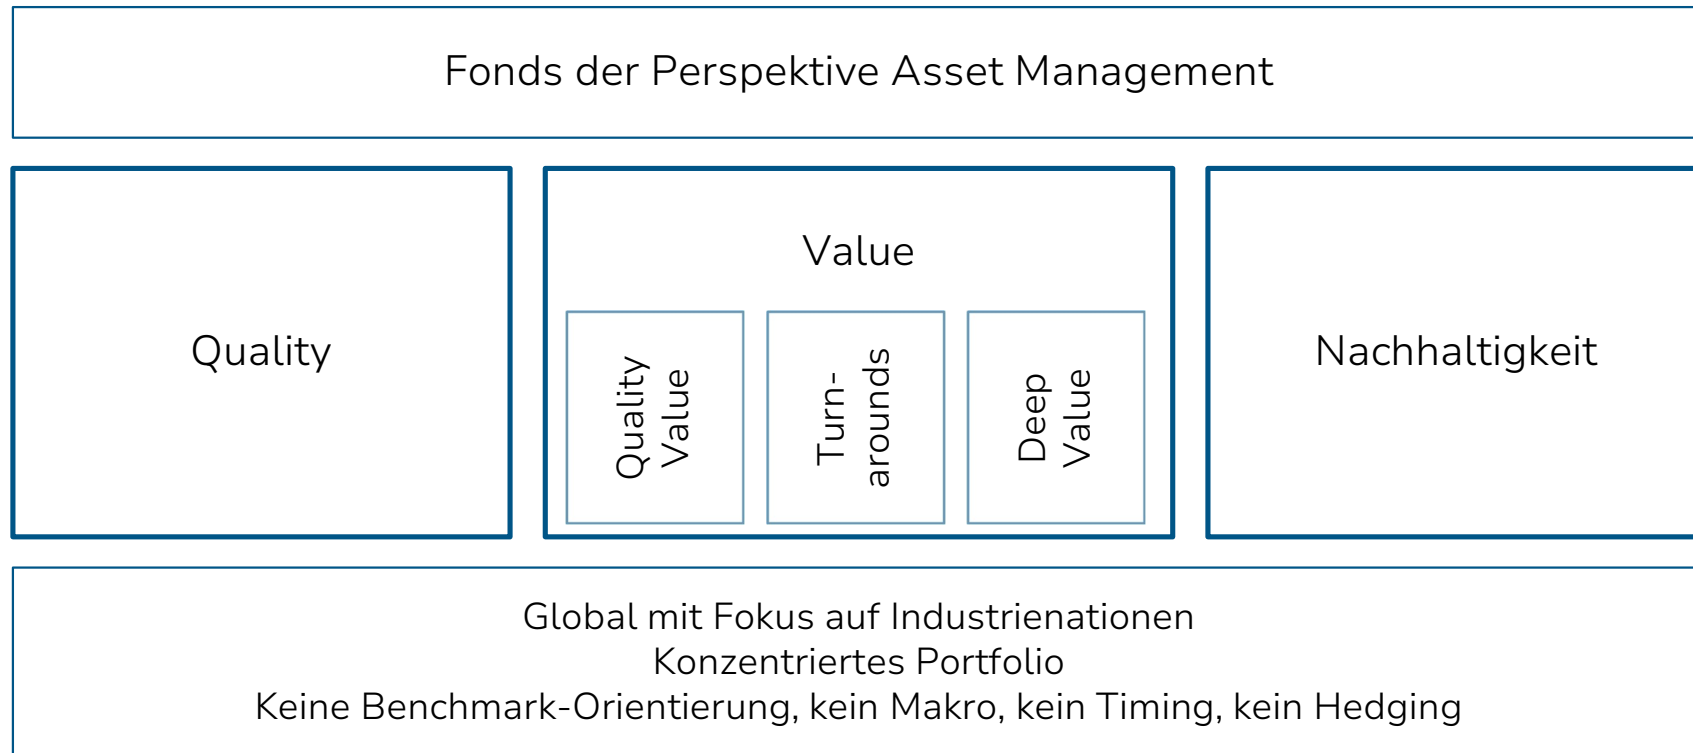 Fonds der Perspektive Asset Management
Quality
Value
Quality
Value
Turn-
arounds
Deep
Value
Nachhaltigkeit
Global mit Fokus auf Industrienationen
Konzentriertes Portfolio
Keine Benchmark-Orientierung, kein Makro, kein Timing, kein Hedging